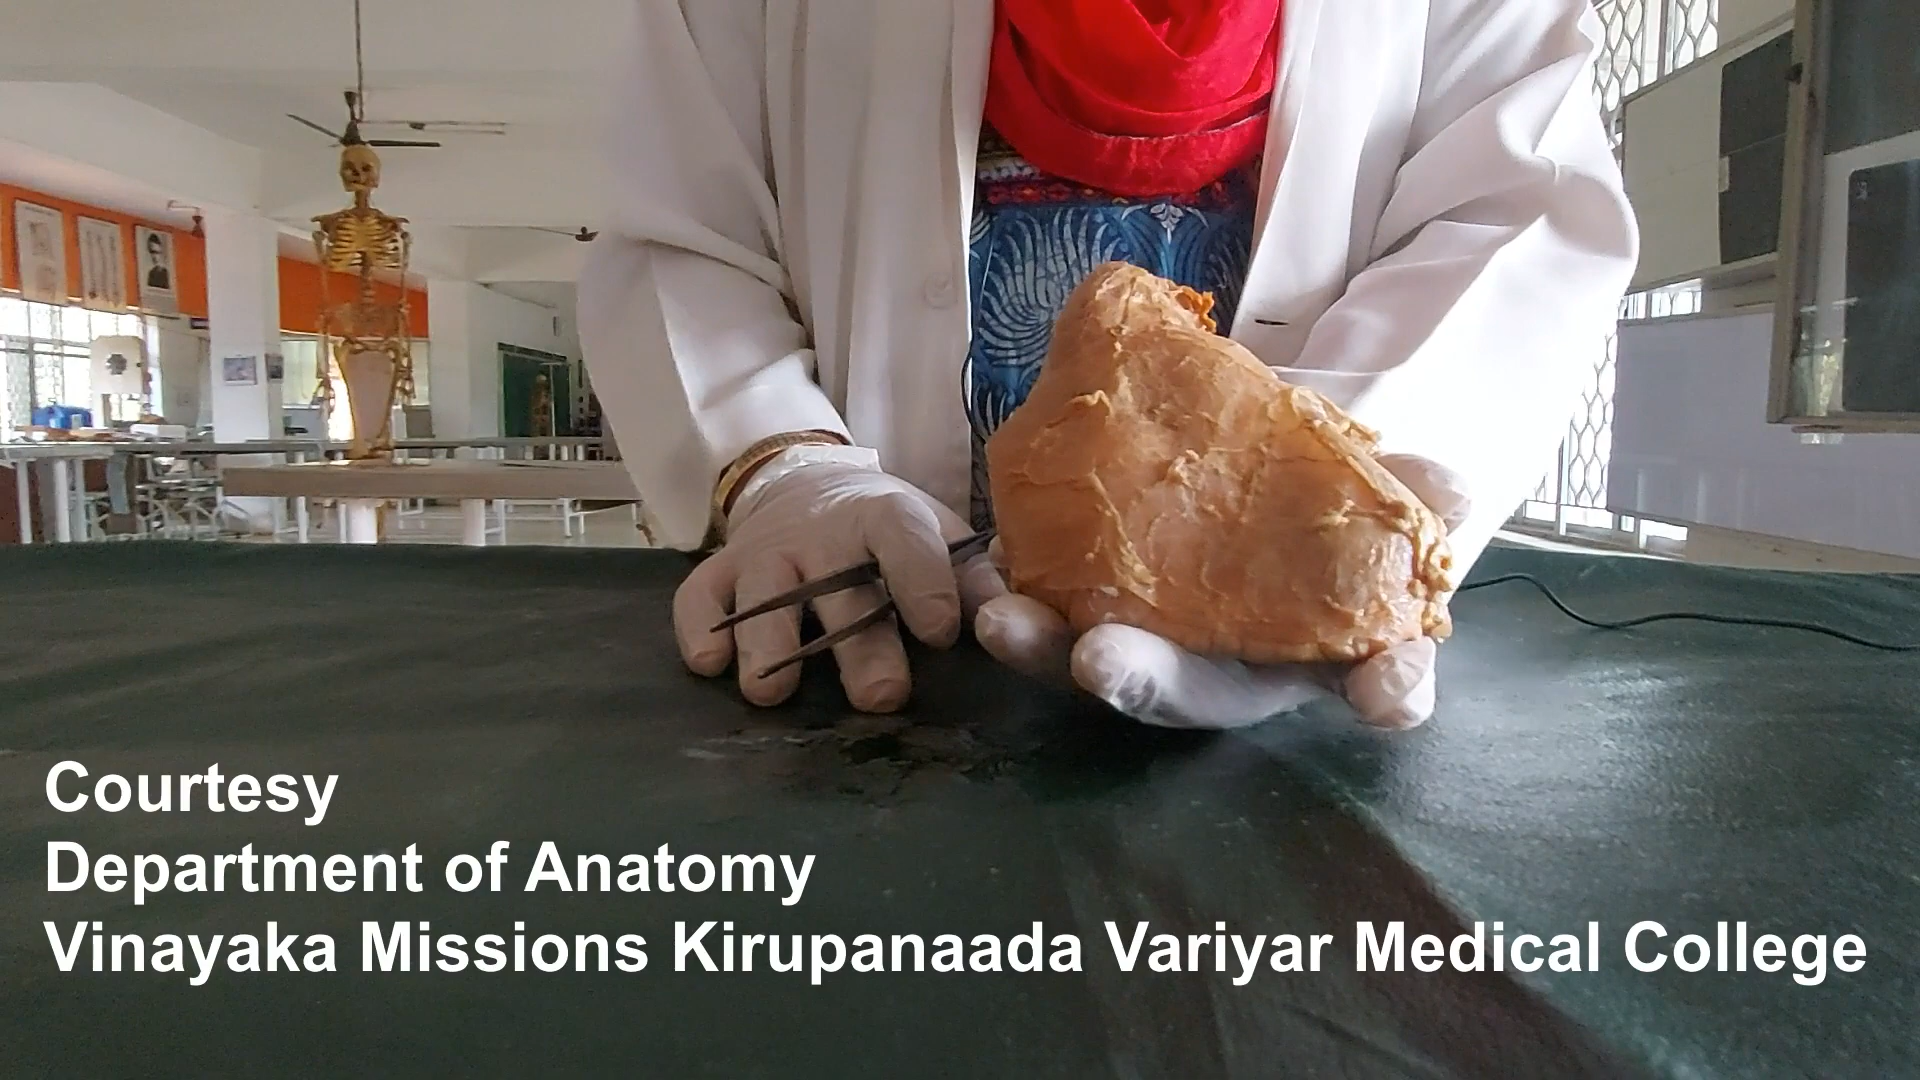 Courtesy
Department of Anatomy
Vinayaka Missions Kirupanaada Variyar Medical College